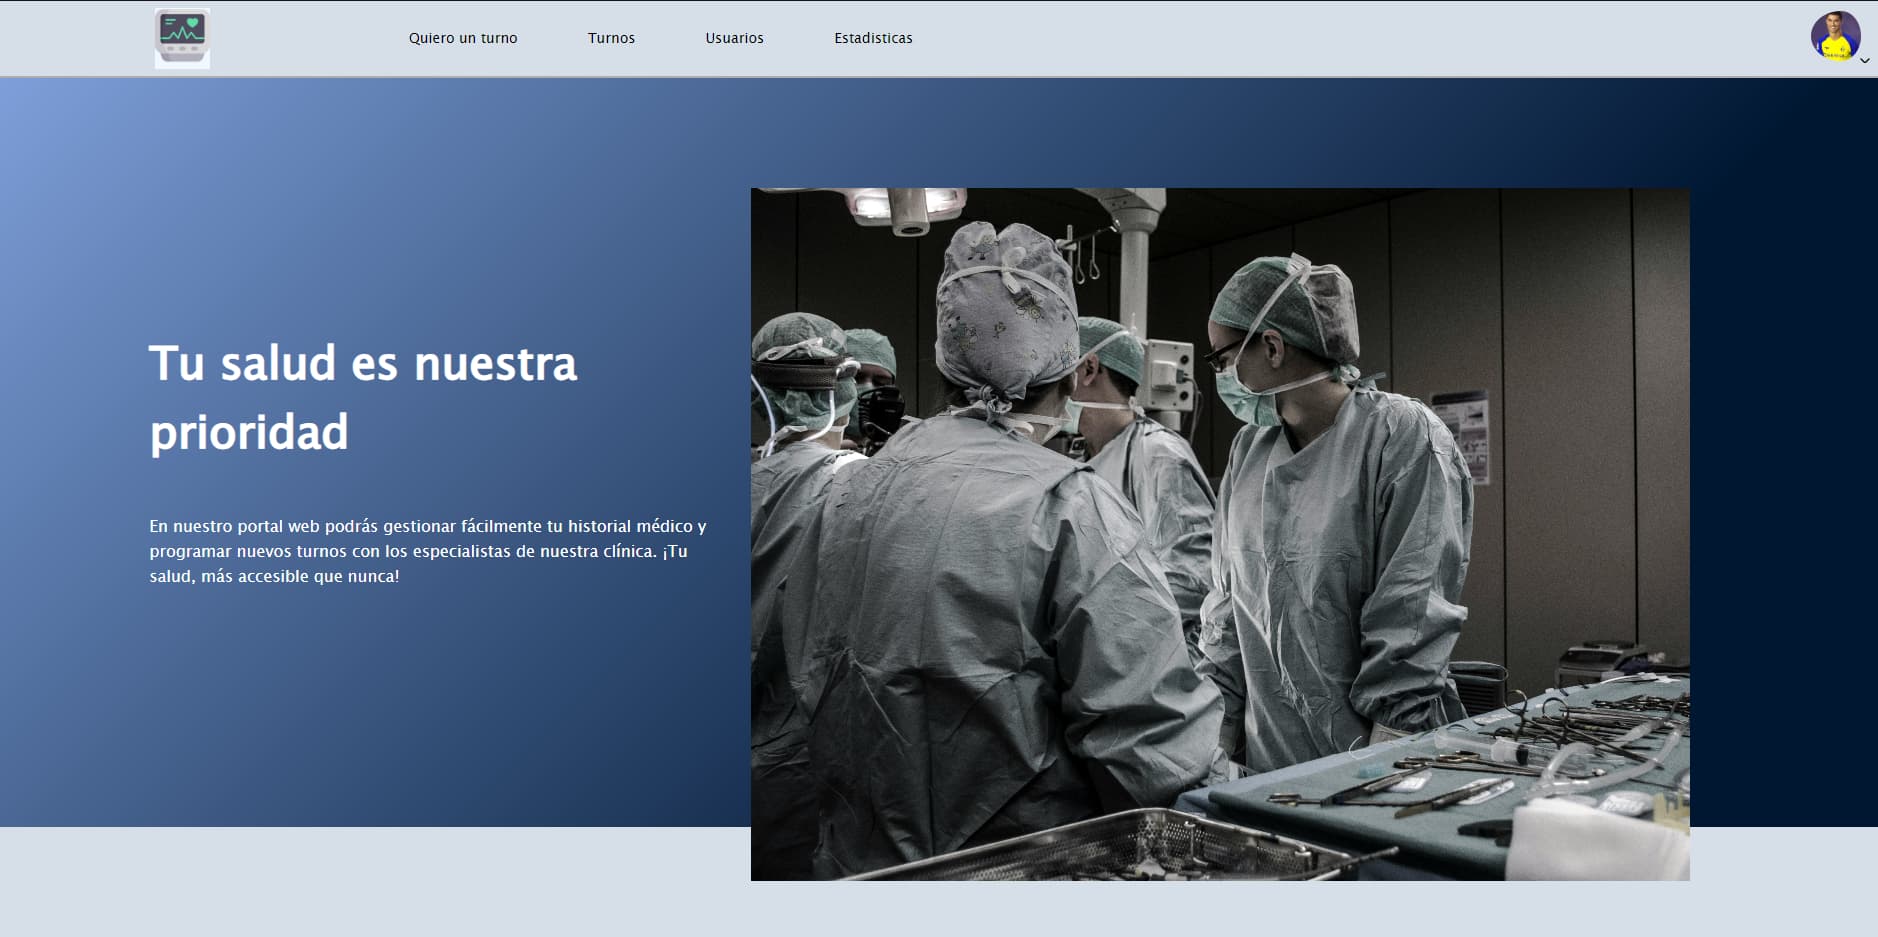 Quiero un turno
Turnos
Usuarios
Estadisticas
Tu salud es nuestra
prioridad
En nuestro portal web podrás gestionar fácilmente tu historial médico y
programar nuevos turnos con los especialistas de nuestra clínica. ¡Tu
salud, más accesible que nunca!